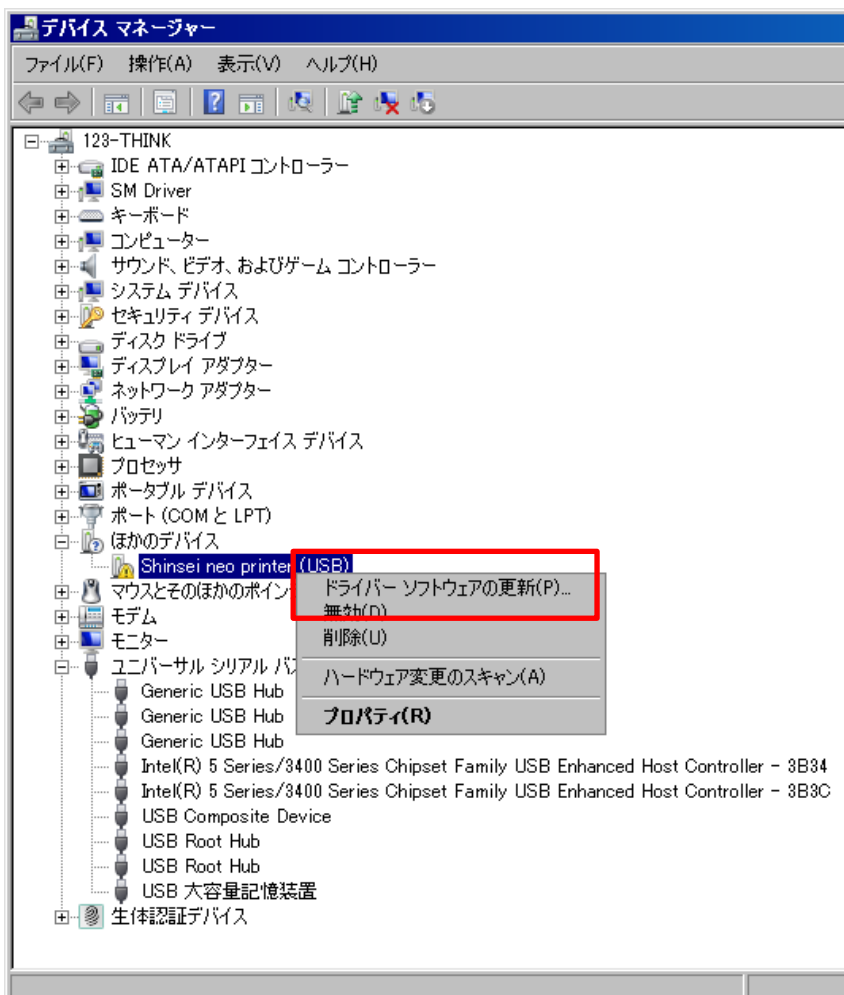 デバイス マネージャー
ファイル(F) 操作(A) 表示(V) ヘルプ(H)
123-THINK
IDE ATA/ATAPI コントローラー
SM Driver
キーボード
コンピューター
サウンド、ビデオ、およびゲーム コントローラー
システム デバイス
セキュリティ デバイス
ディスク ドライブ
ディスプレイ アダプター
ネットワーク アダプター
バッテリ
ヒューマン インターフェイス デバイス
プロセッサ
ポータブル デバイス
ポート (COM と LPT)
ほかのデバイス
Shinsei neo printer (USB)
マウスとそのほかのポイン
ドライバー ソフトウェアの更新(P)...
無効(D)
モデム
削除(U)
モニター
ユニバーサル シリアル バス
ハードウェア変更のスキャン(A)
Generic USB Hub
Generic USB Hub
プロパティ(R)
Generic USB Hub
Intel(R) 5 Series/3400 Series Chipset Family USB Enhanced Host Controller - 3B34
Intel(R) 5 Series/3400 Series Chipset Family USB Enhanced Host Controller - 3B3C
USB Composite Device
USB Root Hub
USB Root Hub
USB 大容量記憶装置
生体認証デバイス